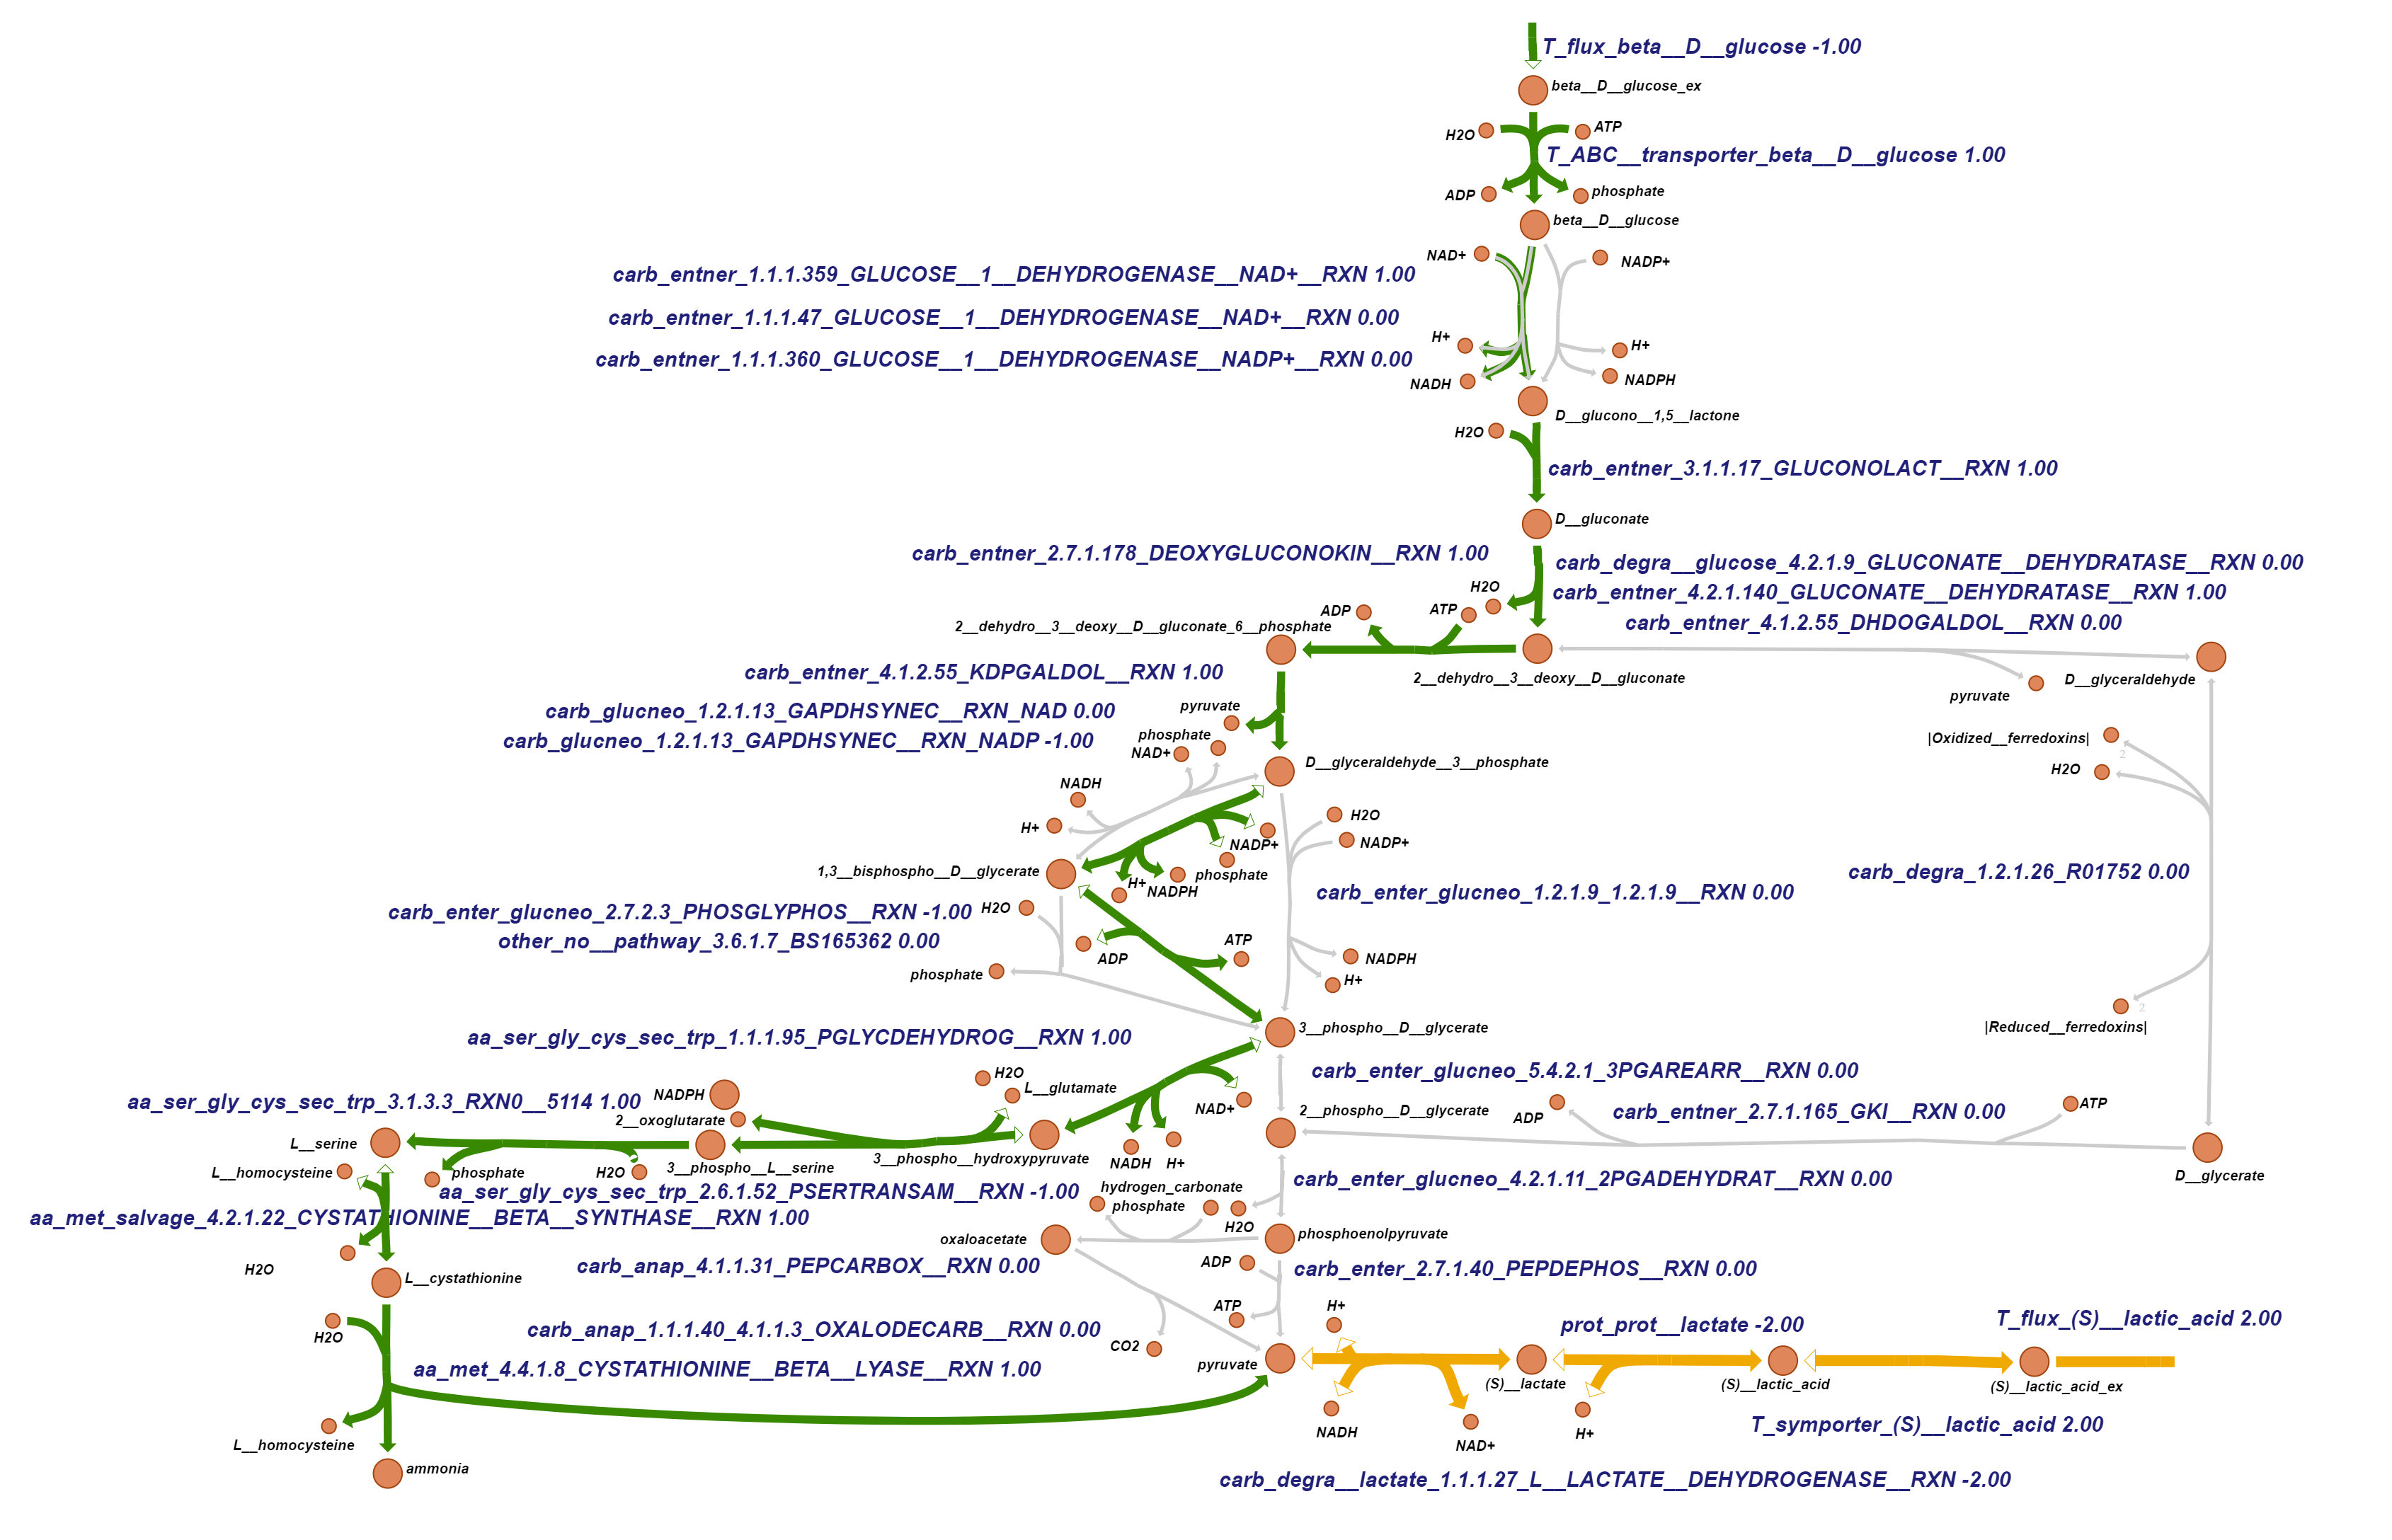 T_flux_beta__D__glucose -1.00
beta__D__glucose_ex
H2O
ATP
T_ABC__transporter_beta__D__glucose 1.00
ADP
phosphate
beta__D__glucose
NAD+
NADP+
carb_entner_1.1.1.359_GLUCOSE__1__DEHYDROGENASE__NAD+__RXN 1.00
carb_entner_1.1.1.47_GLUCOSE__1__DEHYDROGENASE__NAD+__RXN 0.00
H+
H+
carb_entner_1.1.1.360_GLUCOSE__1__DEHYDROGENASE__NADP+__RXN 0.00
NADH
NADPH
D__glucono__1,5__lactone
H2O
carb_entner_3.1.1.17_GLUCONOLACT__RXN 1.00
D__gluconate
carb_entner_2.7.1.178_DEOXYGLUCONOKIN__RXN 1.00
carb_degra__glucose_4.2.1.9_GLUCONATE__DEHYDRATASE__RXN 0.00
H2O
carb_entner_4.2.1.140_GLUCONATE__DEHYDRATASE__RXN 1.00
ADP
ATP
2__dehydro__3__deoxy__D__gluconate_6__phosphate
carb_entner_4.1.2.55_DHDOGALDOL__RXN 0.00
carb_entner_4.1.2.55_KDPGALDOL__RXN 1.00
2__dehydro__3__deoxy__D__gluconate
D__glyceraldehyde
pyruvate
carb_glucneo_1.2.1.13_GAPDHSYNEC__RXN_NAD 0.00
pyruvate
phosphate
carb_glucneo_1.2.1.13_GAPDHSYNEC__RXN_NADP -1.00
NAD+
|Oxidized__ferredoxins|
2
D__glyceraldehyde__3__phosphate
H2O
NADH
H+
H2O
NADP+
NADP+
1,3__bisphospho__D__glycerate
H+
NADPH
phosphate
carb_degra_1.2.1.26_R01752 0.00
carb_enter_glucneo_1.2.1.9_1.2.1.9__RXN 0.00
carb_enter_glucneo_2.7.2.3_PHOSGLYPHOS__RXN -1.00
H2O
other_no__pathway_3.6.1.7_BS165362 0.00
ATP
ADP
NADPH
phosphate
H+
2
|Reduced__ferredoxins|
3__phospho__D__glycerate
aa_ser_gly_cys_sec_trp_1.1.1.95_PGLYCDEHYDROG__RXN 1.00
H2O
carb_enter_glucneo_5.4.2.1_3PGAREARR__RXN 0.00
L__glutamate
NADPH
aa_ser_gly_cys_sec_trp_3.1.3.3_RXN0__5114 1.00
NAD+
2__phospho__D__glycerate
ADP
carb_entner_2.7.1.165_GKI__RXN 0.00
ATP
2__oxoglutarate
L__serine
3__phospho__hydroxypyruvate
NADH
H+
L__homocysteine
phosphate
H2O
3__phospho__L__serine
D__glycerate
aa_ser_gly_cys_sec_trp_2.6.1.52_PSERTRANSAM__RXN -1.00
hydrogen_carbonate
carb_enter_glucneo_4.2.1.11_2PGADEHYDRAT__RXN 0.00
phosphate
aa_met_salvage_4.2.1.22_CYSTATHIONINE__BETA__SYNTHASE__RXN 1.00
H2O
oxaloacetate
phosphoenolpyruvate
H2O
carb_anap_4.1.1.31_PEPCARBOX__RXN 0.00
ADP
carb_enter_2.7.1.40_PEPDEPHOS__RXN 0.00
L__cystathionine
ATP
H+
H2O
carb_anap_1.1.1.40_4.1.1.3_OXALODECARB__RXN 0.00
CO2
prot_prot__lactate -2.00
T_flux_(S)__lactic_acid 2.00
aa_met_4.4.1.8_CYSTATHIONINE__BETA__LYASE__RXN 1.00
pyruvate
(S)__lactate
(S)__lactic_acid
(S)__lactic_acid_ex
T_symporter_(S)__lactic_acid 2.00
NADH
NAD+
H+
L__homocysteine
ammonia
carb_degra__lactate_1.1.1.27_L__LACTATE__DEHYDROGENASE__RXN -2.00